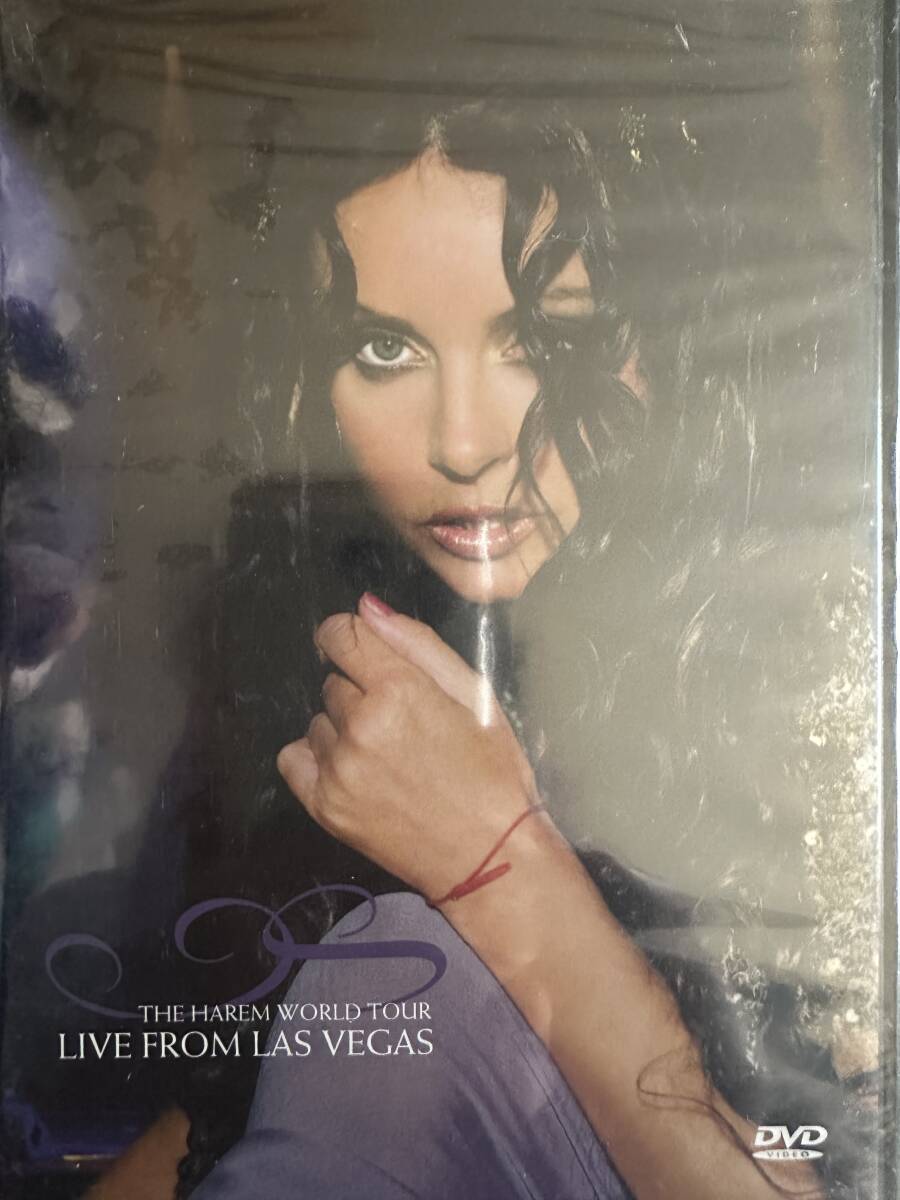 THE HAREM WORLD TOUR
LIVE FROM LAS VEGAS
DVD
VIDEO